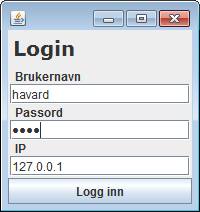 Login
Brukernavn
havard
Passord
●●●●
IP
127.0.0.1
Logg inn